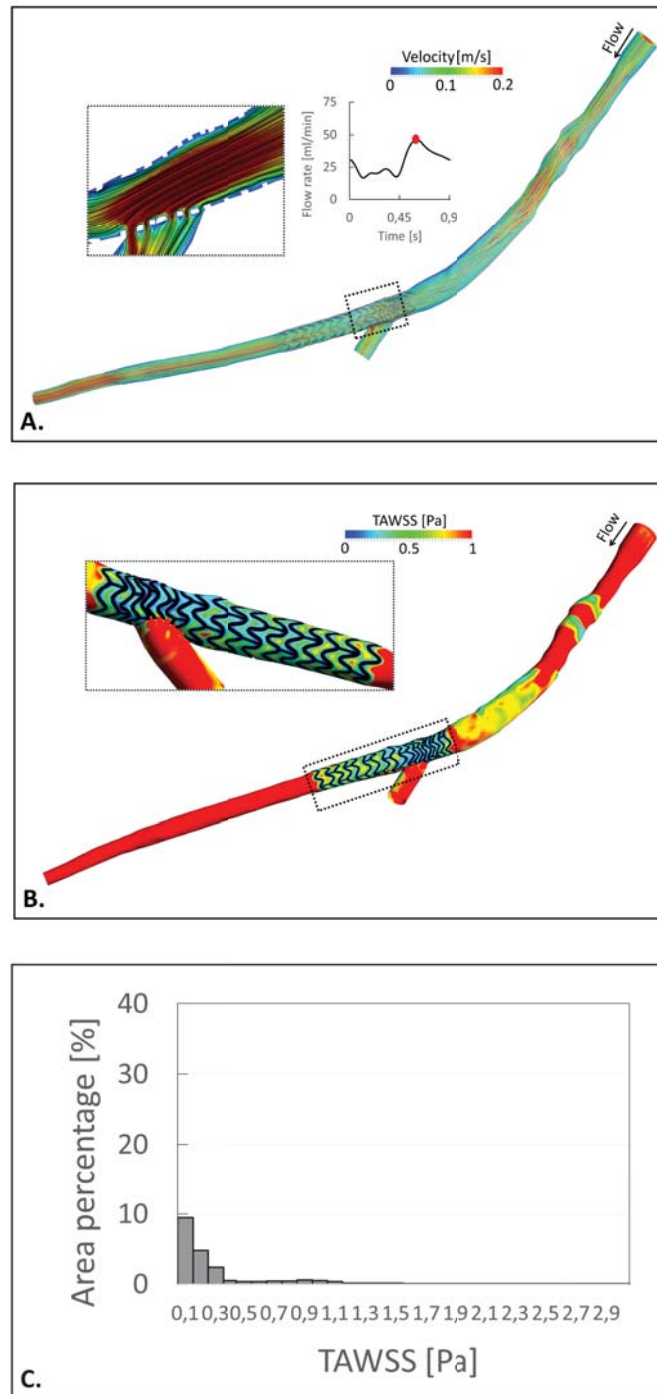 Flow
Velocity[m/s]
0 0.1 0.2
Flow rate [ml/min]
75
50
25
0
0 0,45 0,9
Time [s]
A.
TAWSS [Pa]
0 0.5 1
Flow
B.
Area percentage [%]
40
30
20
10
0
0,1 0,3 0,5 0,7 0,9 1,1 1,3 1,5 1,7 1,9 2,1 2,3 2,5 2,7 2,9
TAWSS [Pa]
C.